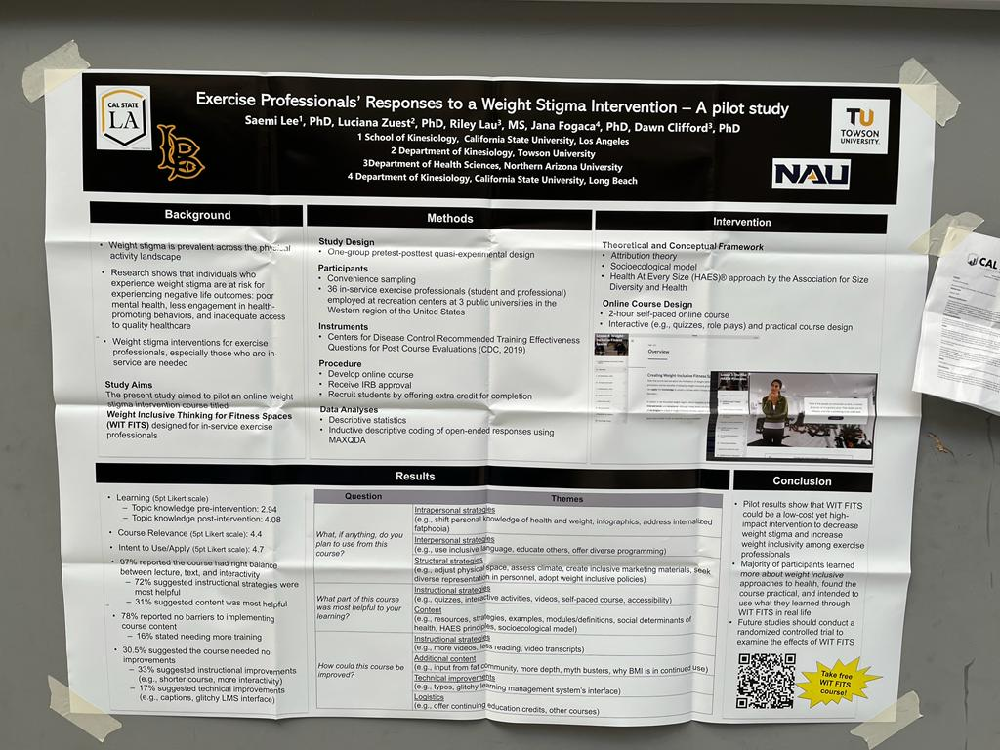 CAL STATE
LA
LB
Exercise Professionals' Responses to a Weight Stigma Intervention – A pilot study
Saemi Lee¹, PhD, Luciana Zuest², PhD, Riley Lau³, MS, Jana Fogaca⁴, PhD, Dawn Clifford³, PhD
1 School of Kinesiology, California State University, Los Angeles
2 Department of Kinesiology, Towson University
3Department of Health Sciences, Northern Arizona University
4 Department of Kinesiology, California State University, Long Beach
TU
TOWSON
UNIVERSITY.
NAU
Background
• Weight stigma is prevalent across the physical
activity landscape
• Research shows that individuals who
experience weight stigma are at risk for
experiencing negative life outcomes: poor
mental health, less engagement in health-
promoting behaviors, and inadequate access
to quality healthcare
• Weight stigma interventions for exercise
professionals, especially those who are in-
service are needed
Study Aims
The present study aimed to pilot an online weight
stigma intervention course titled
Weight Inclusive Thinking for Fitness Spaces
(WIT FITS) designed for in-service exercise
professionals
Methods
Study Design
• One-group pretest-posttest quasi-experimental design
Participants
• Convenience sampling
• 36 in-service exercise professionals (student and professional)
employed at recreation centers at 3 public universities in the
Western region of the United States
Instruments
• Centers for Disease Control Recommended Training Effectiveness
Questions for Post Course Evaluations (CDC, 2019)
Procedure
• Develop online course
• Receive IRB approval
• Recruit students by offering extra credit for completion
Data Analyses
• Descriptive statistics
• Inductive descriptive coding of open-ended responses using
MAXQDA
Intervention
Theoretical and Conceptual Framework
• Attribution theory
• Socioecological model
• Health At Every Size (HAES)® approach by the Association for Size
Diversity and Health
Online Course Design
• 2-hour self-paced online course
• Interactive (e.g., quizzes, role plays) and practical course design
Overview
Creating Weight-Inclusive Fitness
Results
• Learning (5pt Likert scale)
– Topic knowledge pre-intervention: 2.94
– Topic knowledge post-intervention: 4.08
• Course Relevance (5pt Likert scale): 4.4
• Intent to Use/Apply (5pt Likert scale): 4.7
• 97% reported the course had right balance
between lecture, text, and interactivity
– 72% suggested instructional strategies were
most helpful
– 31% suggested content was most helpful
• 78% reported no barriers to implementing
course content
– 16% stated needing more training
• 30.5% suggested the course needed no
improvements
– 33% suggested instructional improvements
(e.g., shorter course, more interactivity)
– 17% suggested technical improvements
(e.g., captions, glitchy LMS interface)
Question
Themes
What, if anything, do you
plan to use from this
course?
Intrapersonal strategies
(e.g., shift personal knowledge of health and weight, infographics, address internalized
fatphobia)
Interpersonal strategies
(e.g., use inclusive language, educate others, offer diverse programming)
Structural strategies
(e.g., adjust physical space, assess climate, create inclusive marketing materials, seek
diverse representation in personnel, adopt weight inclusive policies)
What part of this course
was most helpful to your
learning?
Instructional strategies
(e.g., quizzes, interactive activities, videos, self-paced course, accessibility)
Content
(e.g., resources, strategies, examples, modules/definitions, social determinants of
health, HAES principles, socioecological model)
How could this course be
improved?
Instructional strategies
(e.g., more videos, less reading, video transcripts)
Additional content
(e.g., input from fat community, more depth, myth busters, why BMI is in continued use)
Technical improvements
(e.g., typos, glitchy learning management system's interface)
Logistics
(e.g., offer continuing education credits, other courses)
Conclusion
• Pilot results show that WIT FITS
could be a low-cost yet high-
impact intervention to decrease
weight stigma and increase
weight inclusivity among exercise
professionals
• Majority of participants learned
more about weight inclusive
approaches to health, found the
course practical, and intended to
use what they learned through
WIT FITS in real life
• Future studies should conduct a
randomized controlled trial to
examine the effects of WIT FITS
Take free
WIT FITS
course!
CAL